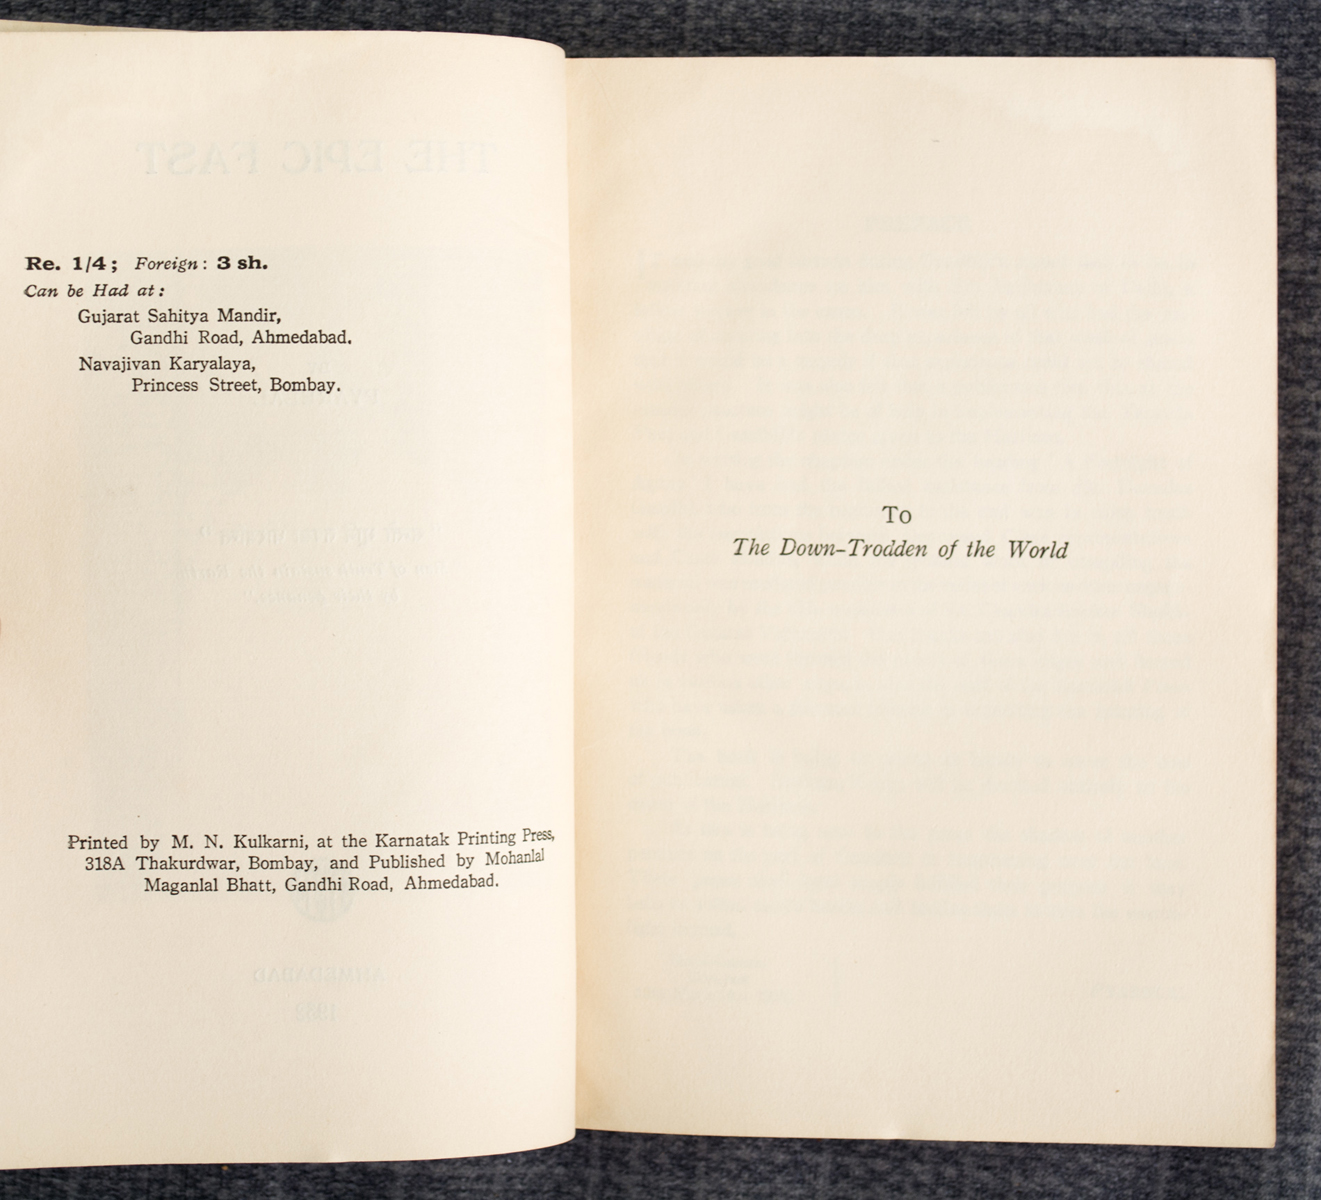 Re. 1/4; Foreign: 3 sh.
Can be Had at:
Gujarat Sahitya Mandir,
Gandhi Road, Ahmedabad.
Navajivan Karyalaya,
Princess Street, Bombay.
Printed by M. N. Kulkarni, at the Karnatak Printing Press,
318A Thakurdwar, Bombay, and Published by Mohanlal
Maganlal Bhatt, Gandhi Road, Ahmedabad.
To
The Down-Trodden of the World